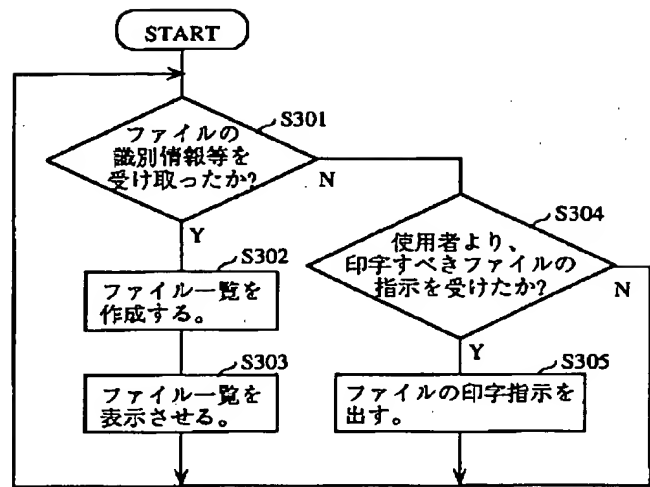 START
S301
ファイルの
識別情報等を
受け取ったか?
N
Y
S302
ファイル一覧を
作成する。
S303
ファイル一覧を
表示させる。
S304
使用者より、
印字すべきファイルの
指示を受けたか?
N
Y
S305
ファイルの印字指示を
出す。